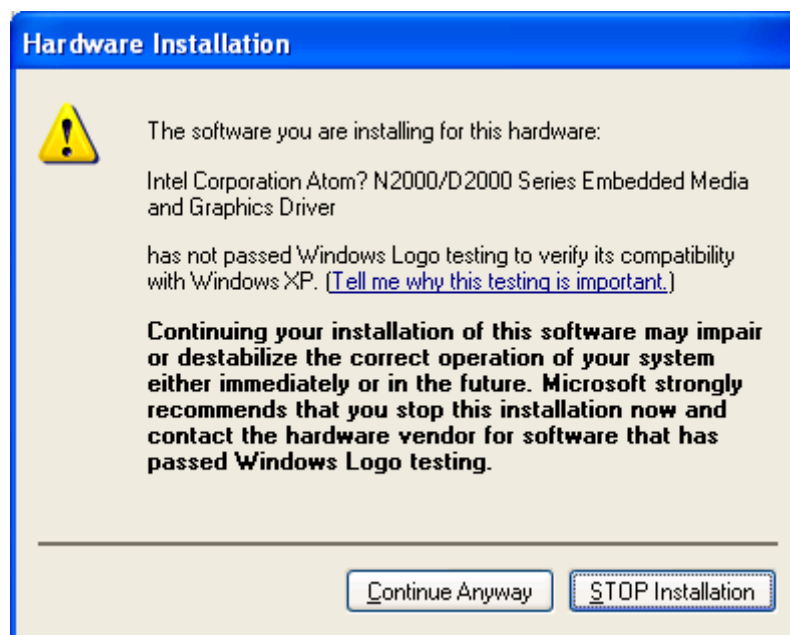 Hardware Installation
The software you are installing for this hardware:
Intel Corporation Atom? N2000/D2000 Series Embedded Media
and Graphics Driver
has not passed Windows Logo testing to verify its compatibility
with Windows XP. (Tell me why this testing is important.)
Continuing your installation of this software may impair
or destabilize the correct operation of your system
either immediately or in the future. Microsoft strongly
recommends that you stop this installation now and
contact the hardware vendor for software that has
passed Windows Logo testing.
Continue Anyway
STOP Installation